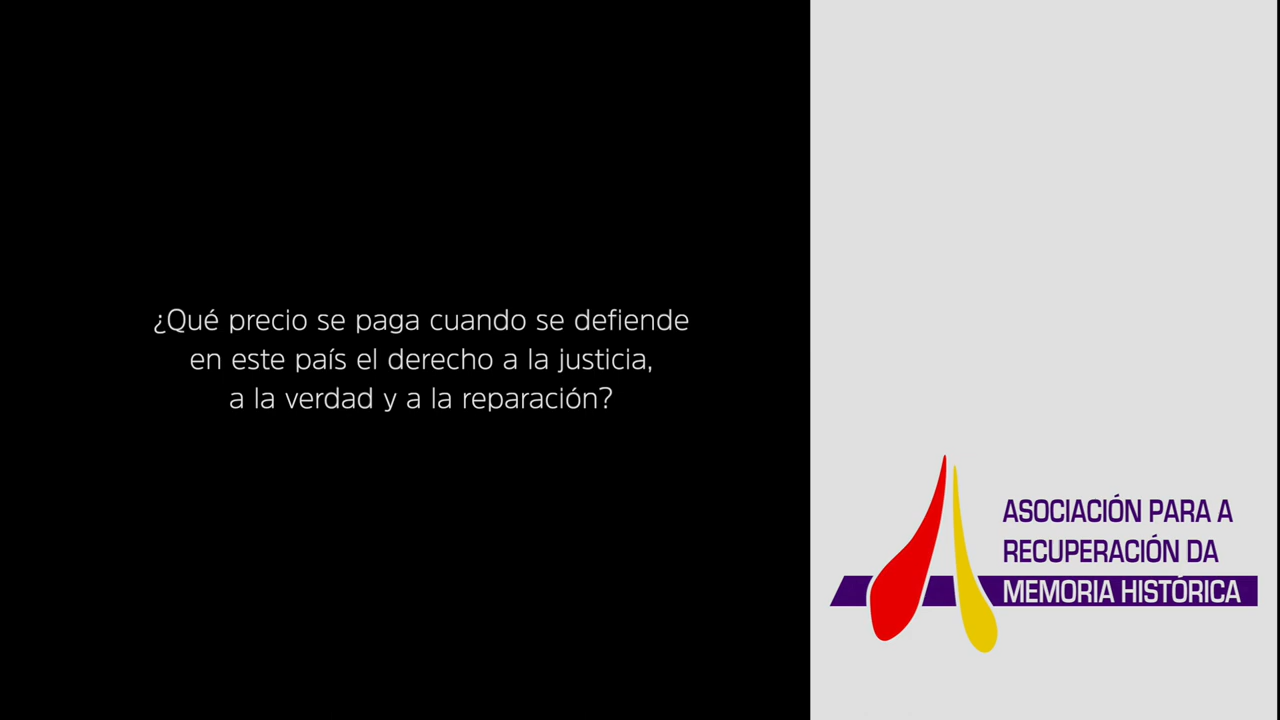 ¿Qué precio se paga cuando se defiende
en este país el derecho a la justicia,
a la verdad y a la reparación?
ASOCIACIÓN PARA A
RECUPERACIÓN DA
MEMORIA HISTÓRICA